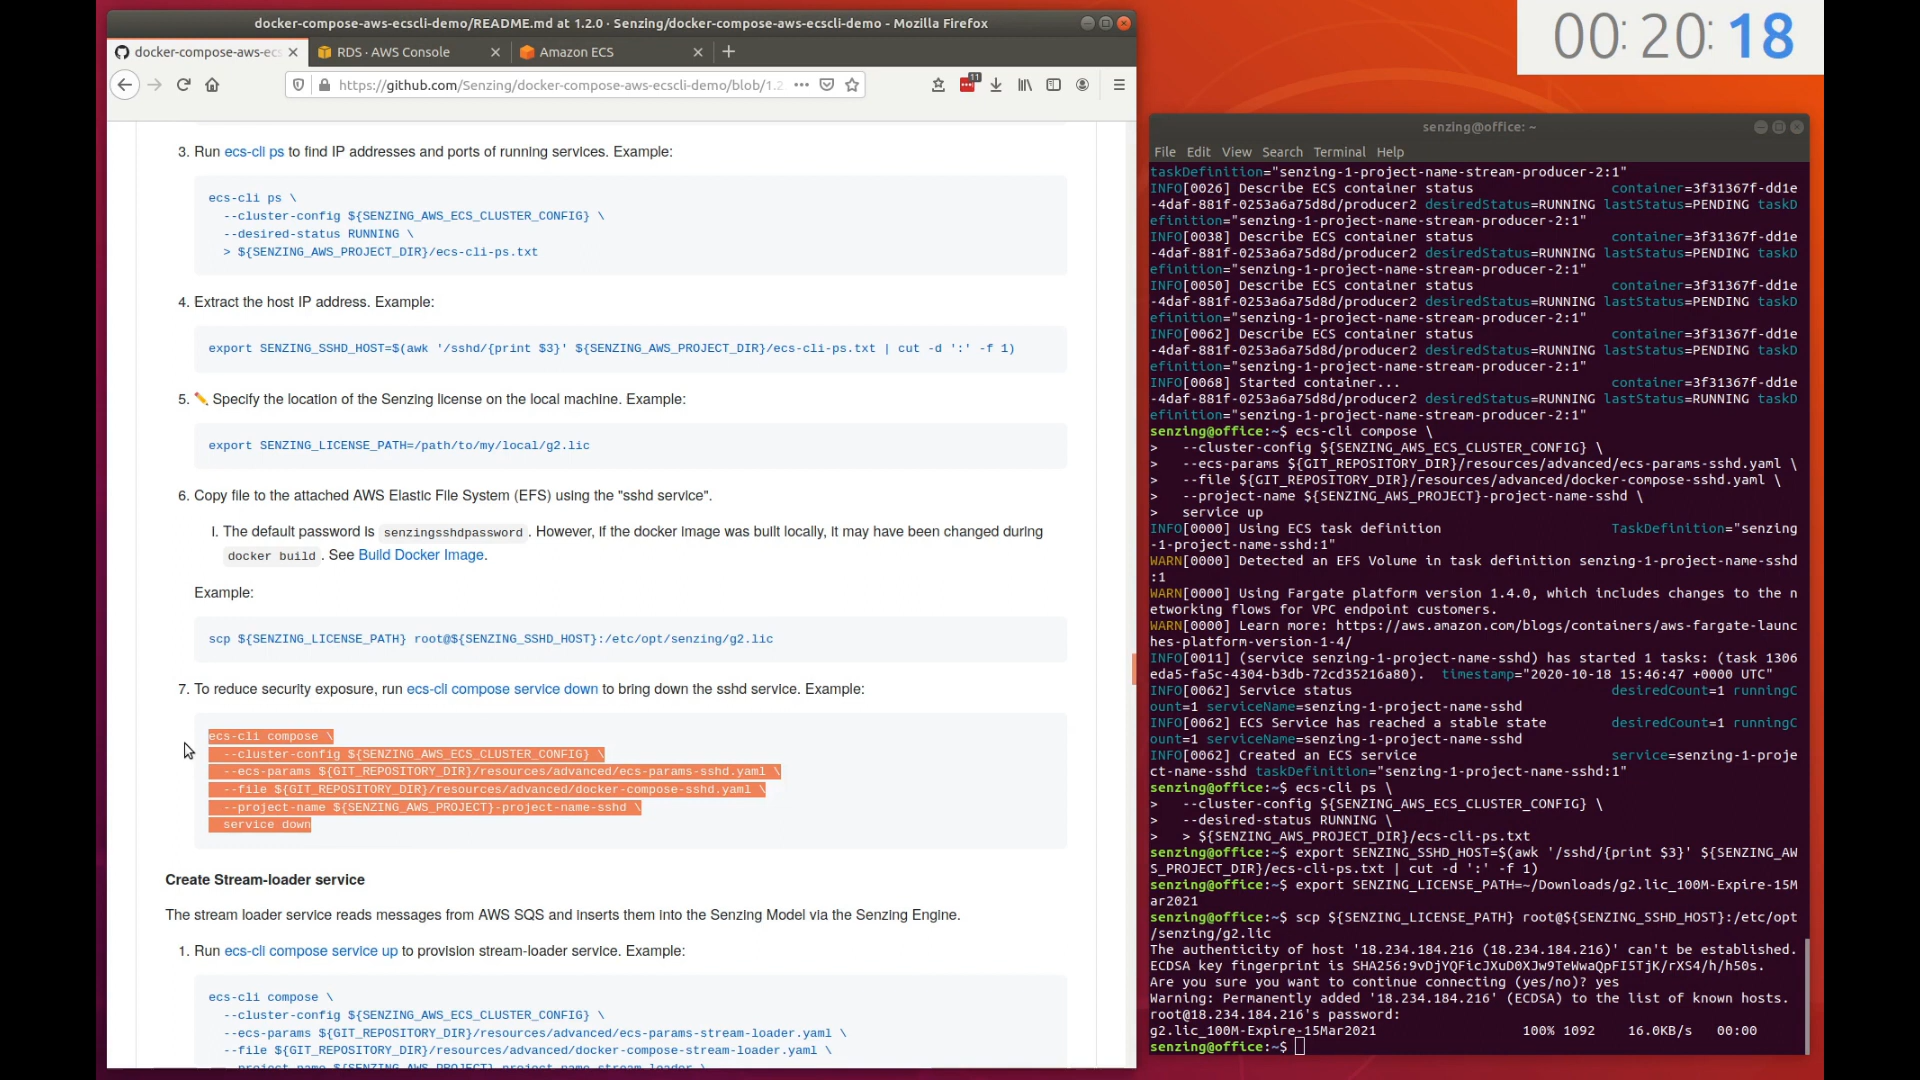 docker-compose-aws-ecscli-demo/README.md at 1.2.0 · Senzing/docker-compose-aws-ecscli-demo - Mozilla Firefox
docker-compose-aws-ecs
RDS · AWS Console
Amazon ECS
https://github.com/Senzing/docker-compose-aws-ecscli-demo/blob/1.2
11
3. Run ecs-cli ps to find IP addresses and ports of running services. Example:
ecs-cli ps \
--cluster-config ${SENZING_AWS_ECS_CLUSTER_CONFIG} \
--desired-status RUNNING \
> ${SENZING_AWS_PROJECT_DIR}/ecs-cli-ps.txt
4. Extract the host IP address. Example:
export SENZING_SSHD_HOST=$(awk '/sshd/{print $3}' ${SENZING_AWS_PROJECT_DIR}/ecs-cli-ps.txt | cut -d ':' -f 1)
5. ✏️ Specify the location of the Senzing license on the local machine. Example:
export SENZING_LICENSE_PATH=/path/to/my/local/g2.lic
6. Copy file to the attached AWS Elastic File System (EFS) using the "sshd service".
I. The default password is senzingsshdpassword. However, if the docker image was built locally, it may have been changed during
docker build. See Build Docker Image.
Example:
scp ${SENZING_LICENSE_PATH} root@${SENZING_SSHD_HOST}:/etc/opt/senzing/g2.lic
7. To reduce security exposure, run ecs-cli compose service down to bring down the sshd service. Example:
ecs-cli compose \
--cluster-config ${SENZING_AWS_ECS_CLUSTER_CONFIG} \
--ecs-params ${GIT_REPOSITORY_DIR}/resources/advanced/ecs-params-sshd.yaml \
--file ${GIT_REPOSITORY_DIR}/resources/advanced/docker-compose-sshd.yaml \
--project-name ${SENZING_AWS_PROJECT}-project-name-sshd \
service down
Create Stream-loader service
The stream loader service reads messages from AWS SQS and inserts them into the Senzing Model via the Senzing Engine.
1. Run ecs-cli compose service up to provision stream-loader service. Example:
ecs-cli compose \
--cluster-config ${SENZING_AWS_ECS_CLUSTER_CONFIG} \
--ecs-params ${GIT_REPOSITORY_DIR}/resources/advanced/ecs-params-stream-loader.yaml \
--file ${GIT_REPOSITORY_DIR}/resources/advanced/docker-compose-stream-loader.yaml \
--project-name ${SENZING_AWS_PROJECT}-project-name-stream-loader \
00:20:18
senzing@office: ~
File Edit View Search Terminal Help
taskDefinition="senzing-1-project-name-stream-producer-2:1"
INFO[0026] Describe ECS container status container=3f31367f-dd1e
-4daf-881f-0253a6a75d8d/producer2 desiredStatus=RUNNING lastStatus=PENDING taskD
efinition="senzing-1-project-name-stream-producer-2:1"
INFO[0038] Describe ECS container status container=3f31367f-dd1e
-4daf-881f-0253a6a75d8d/producer2 desiredStatus=RUNNING lastStatus=PENDING taskD
efinition="senzing-1-project-name-stream-producer-2:1"
INFO[0050] Describe ECS container status container=3f31367f-dd1e
-4daf-881f-0253a6a75d8d/producer2 desiredStatus=RUNNING lastStatus=PENDING taskD
efinition="senzing-1-project-name-stream-producer-2:1"
INFO[0062] Describe ECS container status container=3f31367f-dd1e
-4daf-881f-0253a6a75d8d/producer2 desiredStatus=RUNNING lastStatus=PENDING taskD
efinition="senzing-1-project-name-stream-producer-2:1"
INFO[0068] Started container... container=3f31367f-dd1e
-4daf-881f-0253a6a75d8d/producer2 desiredStatus=RUNNING lastStatus=RUNNING taskD
efinition="senzing-1-project-name-stream-producer-2:1"
senzing@office:~$ ecs-cli compose \
> --cluster-config ${SENZING_AWS_ECS_CLUSTER_CONFIG} \
> --ecs-params ${GIT_REPOSITORY_DIR}/resources/advanced/ecs-params-sshd.yaml \
> --file ${GIT_REPOSITORY_DIR}/resources/advanced/docker-compose-sshd.yaml \
> --project-name ${SENZING_AWS_PROJECT}-project-name-sshd \
> service up
INFO[0000] Using ECS task definition TaskDefinition="senzing
-1-project-name-sshd:1"
WARN[0000] Detected an EFS Volume in task definition senzing-1-project-name-sshd
:1
WARN[0000] Using Fargate platform version 1.4.0, which includes changes to the n
etworking flows for VPC endpoint customers.
WARN[0000] Learn more: https://aws.amazon.com/blogs/containers/aws-fargate-launc
hes-platform-version-1-4/
INFO[0011] (service senzing-1-project-name-sshd) has started 1 tasks: (task 1306
eda5-fa5c-4304-b3db-72cd35216a80). timestamp="2020-10-18 15:46:47 +0000 UTC"
INFO[0062] Service status desiredCount=1 runningC
ount=1 serviceName=senzing-1-project-name-sshd
INFO[0062] ECS Service has reached a stable state desiredCount=1 runningC
ount=1 serviceName=senzing-1-project-name-sshd
INFO[0062] Created an ECS service service=senzing-1-proje
ct-name-sshd taskDefinition="senzing-1-project-name-sshd:1"
senzing@office:~$ ecs-cli ps \
> --cluster-config ${SENZING_AWS_ECS_CLUSTER_CONFIG} \
> --desired-status RUNNING \
> > ${SENZING_AWS_PROJECT_DIR}/ecs-cli-ps.txt
senzing@office:~$ export SENZING_SSHD_HOST=$(awk '/sshd/{print $3}' ${SENZING_AW
S_PROJECT_DIR}/ecs-cli-ps.txt | cut -d ':' -f 1)
senzing@office:~$ export SENZING_LICENSE_PATH=~/Downloads/g2.lic_100M-Expire-15M
ar2021
senzing@office:~$ scp ${SENZING_LICENSE_PATH} root@${SENZING_SSHD_HOST}:/etc/opt
/senzing/g2.lic
The authenticity of host '18.234.184.216 (18.234.184.216)' can't be established.
ECDSA key fingerprint is SHA256:9vDjYQFicJXuD0XJw9TeWwaQpFI5TjK/rXS4/h/h50s.
Are you sure you want to continue connecting (yes/no)? yes
Warning: Permanently added '18.234.184.216' (ECDSA) to the list of known hosts.
root@18.234.184.216's password:
g2.lic_100M-Expire-15Mar2021 100% 1092 16.0KB/s 00:00
senzing@office:~$